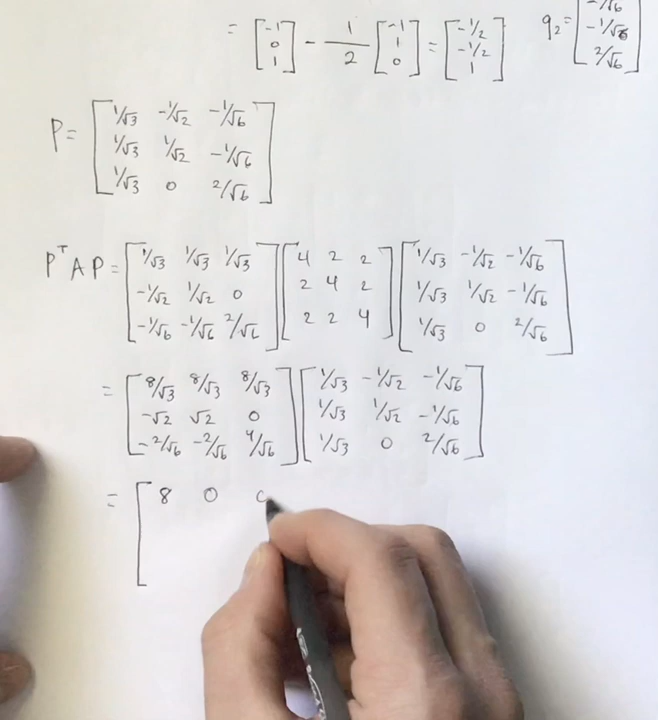 = [-1 0 1] - 1/2 [-1 1 0] = [-1/2 -1/2 1] q2 = [-1/√6 -1/√6 2/√6]
P = [1/√3 -1/√2 -1/√6
1/√3 1/√2 -1/√6
1/√3 0 2/√6]
PᵀAP = [1/√3 1/√3 1/√3] [4 2 2] [1/√3 -1/√2 -1/√6]
[-1/√2 1/√2 0] [2 4 2] [1/√3 1/√2 -1/√6]
[-1/√6 -1/√6 2/√6] [2 2 4] [1/√3 0 2/√6]
= [8/√3 8/√3 8/√3] [1/√3 -1/√2 -1/√6]
[-√2 √2 0] [1/√3 1/√2 -1/√6]
[-2/√6 -2/√6 4/√6] [1/√3 0 2/√6]
= [8 0